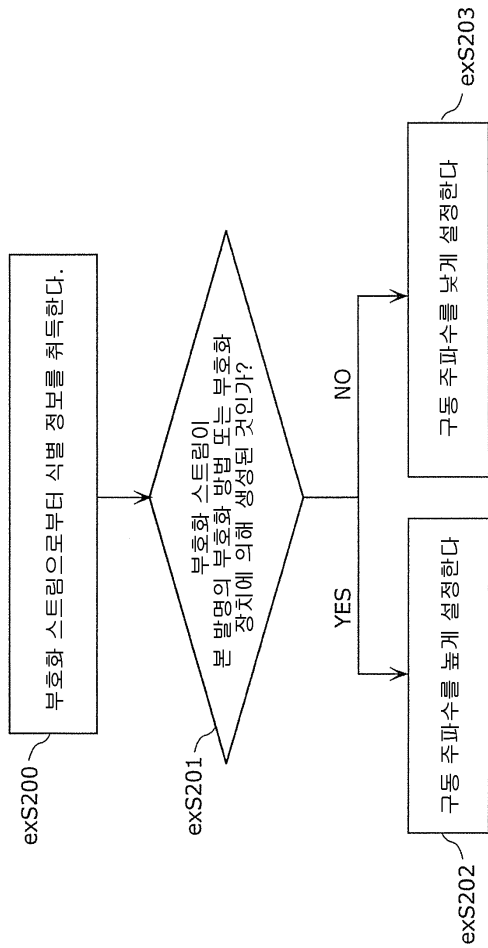 exS200
부호화 스트림으로부터 식별 정보를 취득한다.
exS201
부호화 스트림이
본 발명의 부호화 방법 또는 부호화
장치에 의해 생성된 것인가?
YES
NO
exS202
구동 주파수를 높게 설정한다
구동 주파수를 낮게 설정한다
exS203